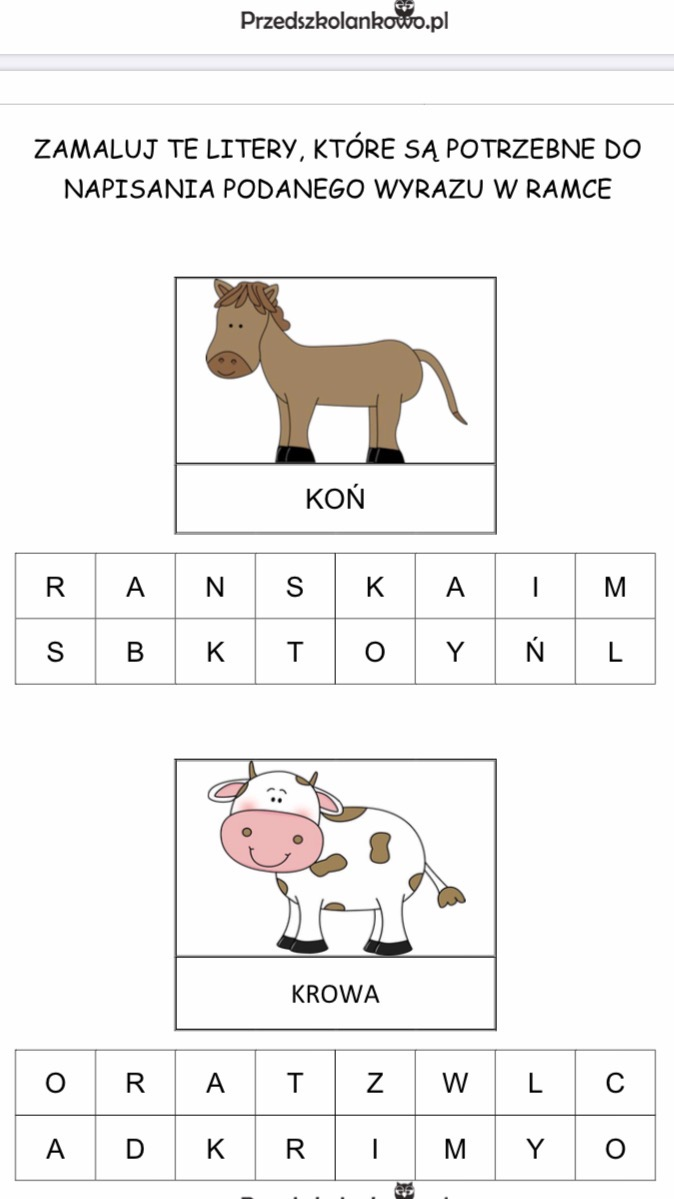 Przedszkolankowo.pl
ZAMALUJ TE LITERY, KTÓRE SĄ POTRZEBNE DO
NAPISANIA PODANEGO WYRAZU W RAMCE
KOŃ
R A N S K A I M
S B K T O Y Ń L
KROWA
O R A T Z W L C
A D K R I M Y O